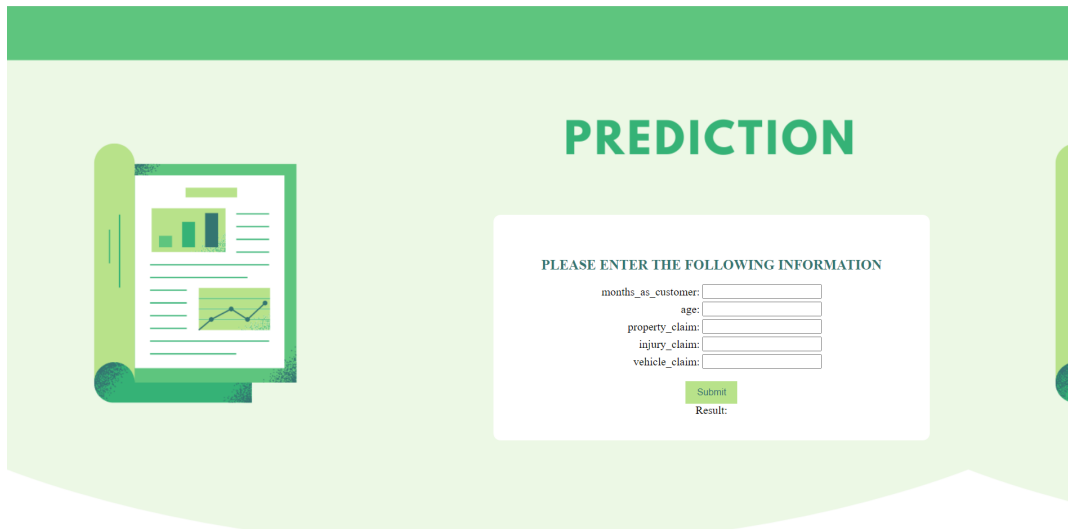 PREDICTION
PLEASE ENTER THE FOLLOWING INFORMATION
months_as_customer:
age:
property_claim:
injury_claim:
vehicle_claim:
Submit
Result: